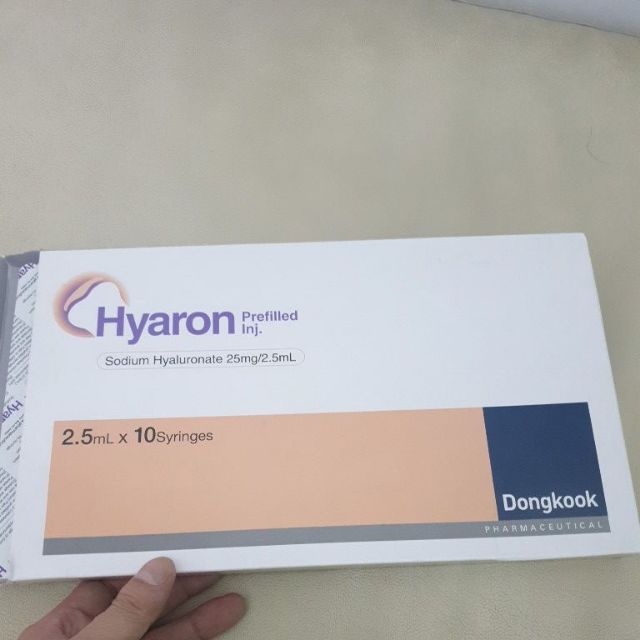 Hyaron Prefilled Inj.
Sodium Hyaluronate 25mg/2.5mL
2.5mL x 10Syringes
Dongkook
PHARMACEUTICAL